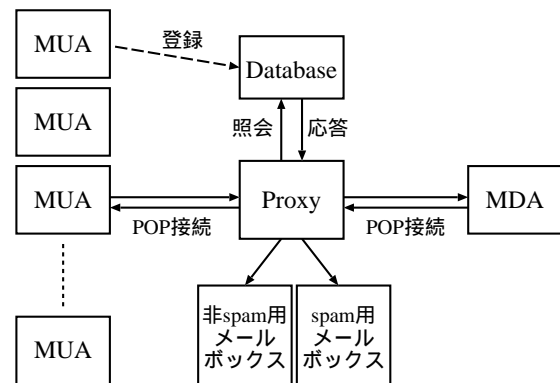 MUA
登録
Database
MUA
照会
応答
MUA
Proxy
MDA
POP接続
POP接続
非spam用
メール
ボックス
spam用
メール
ボックス
MUA